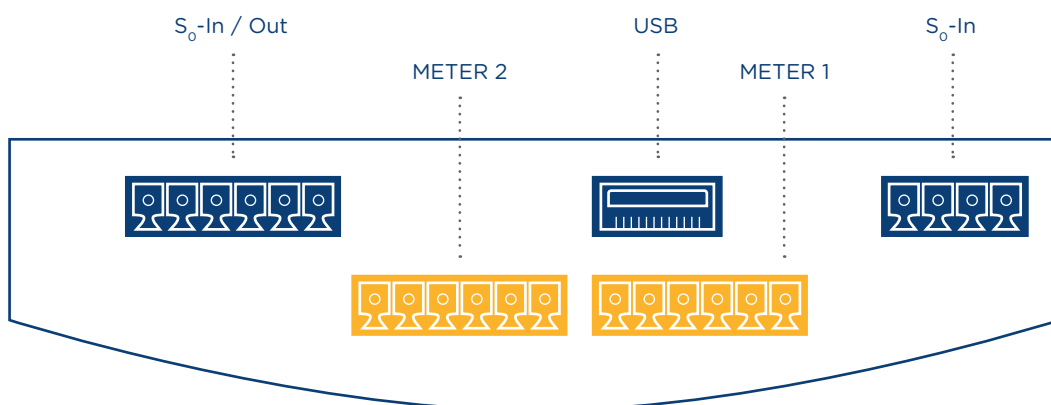 S₀-In / Out
USB
S₀-In
METER 2
METER 1